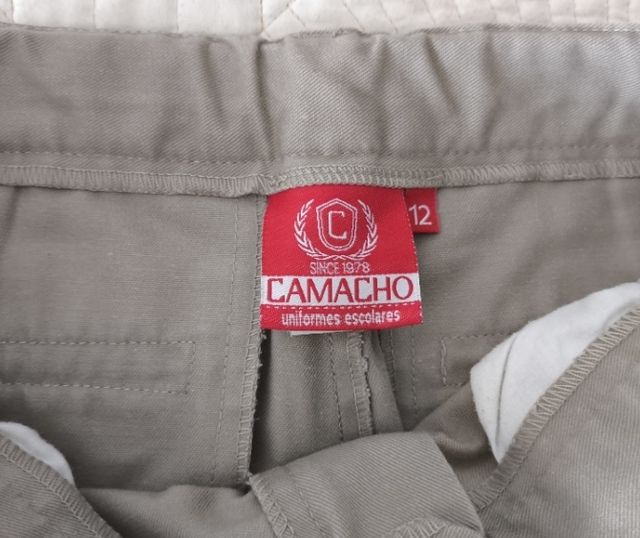 C
12
SINCE 1978
CAMACHO
uniformes escolares